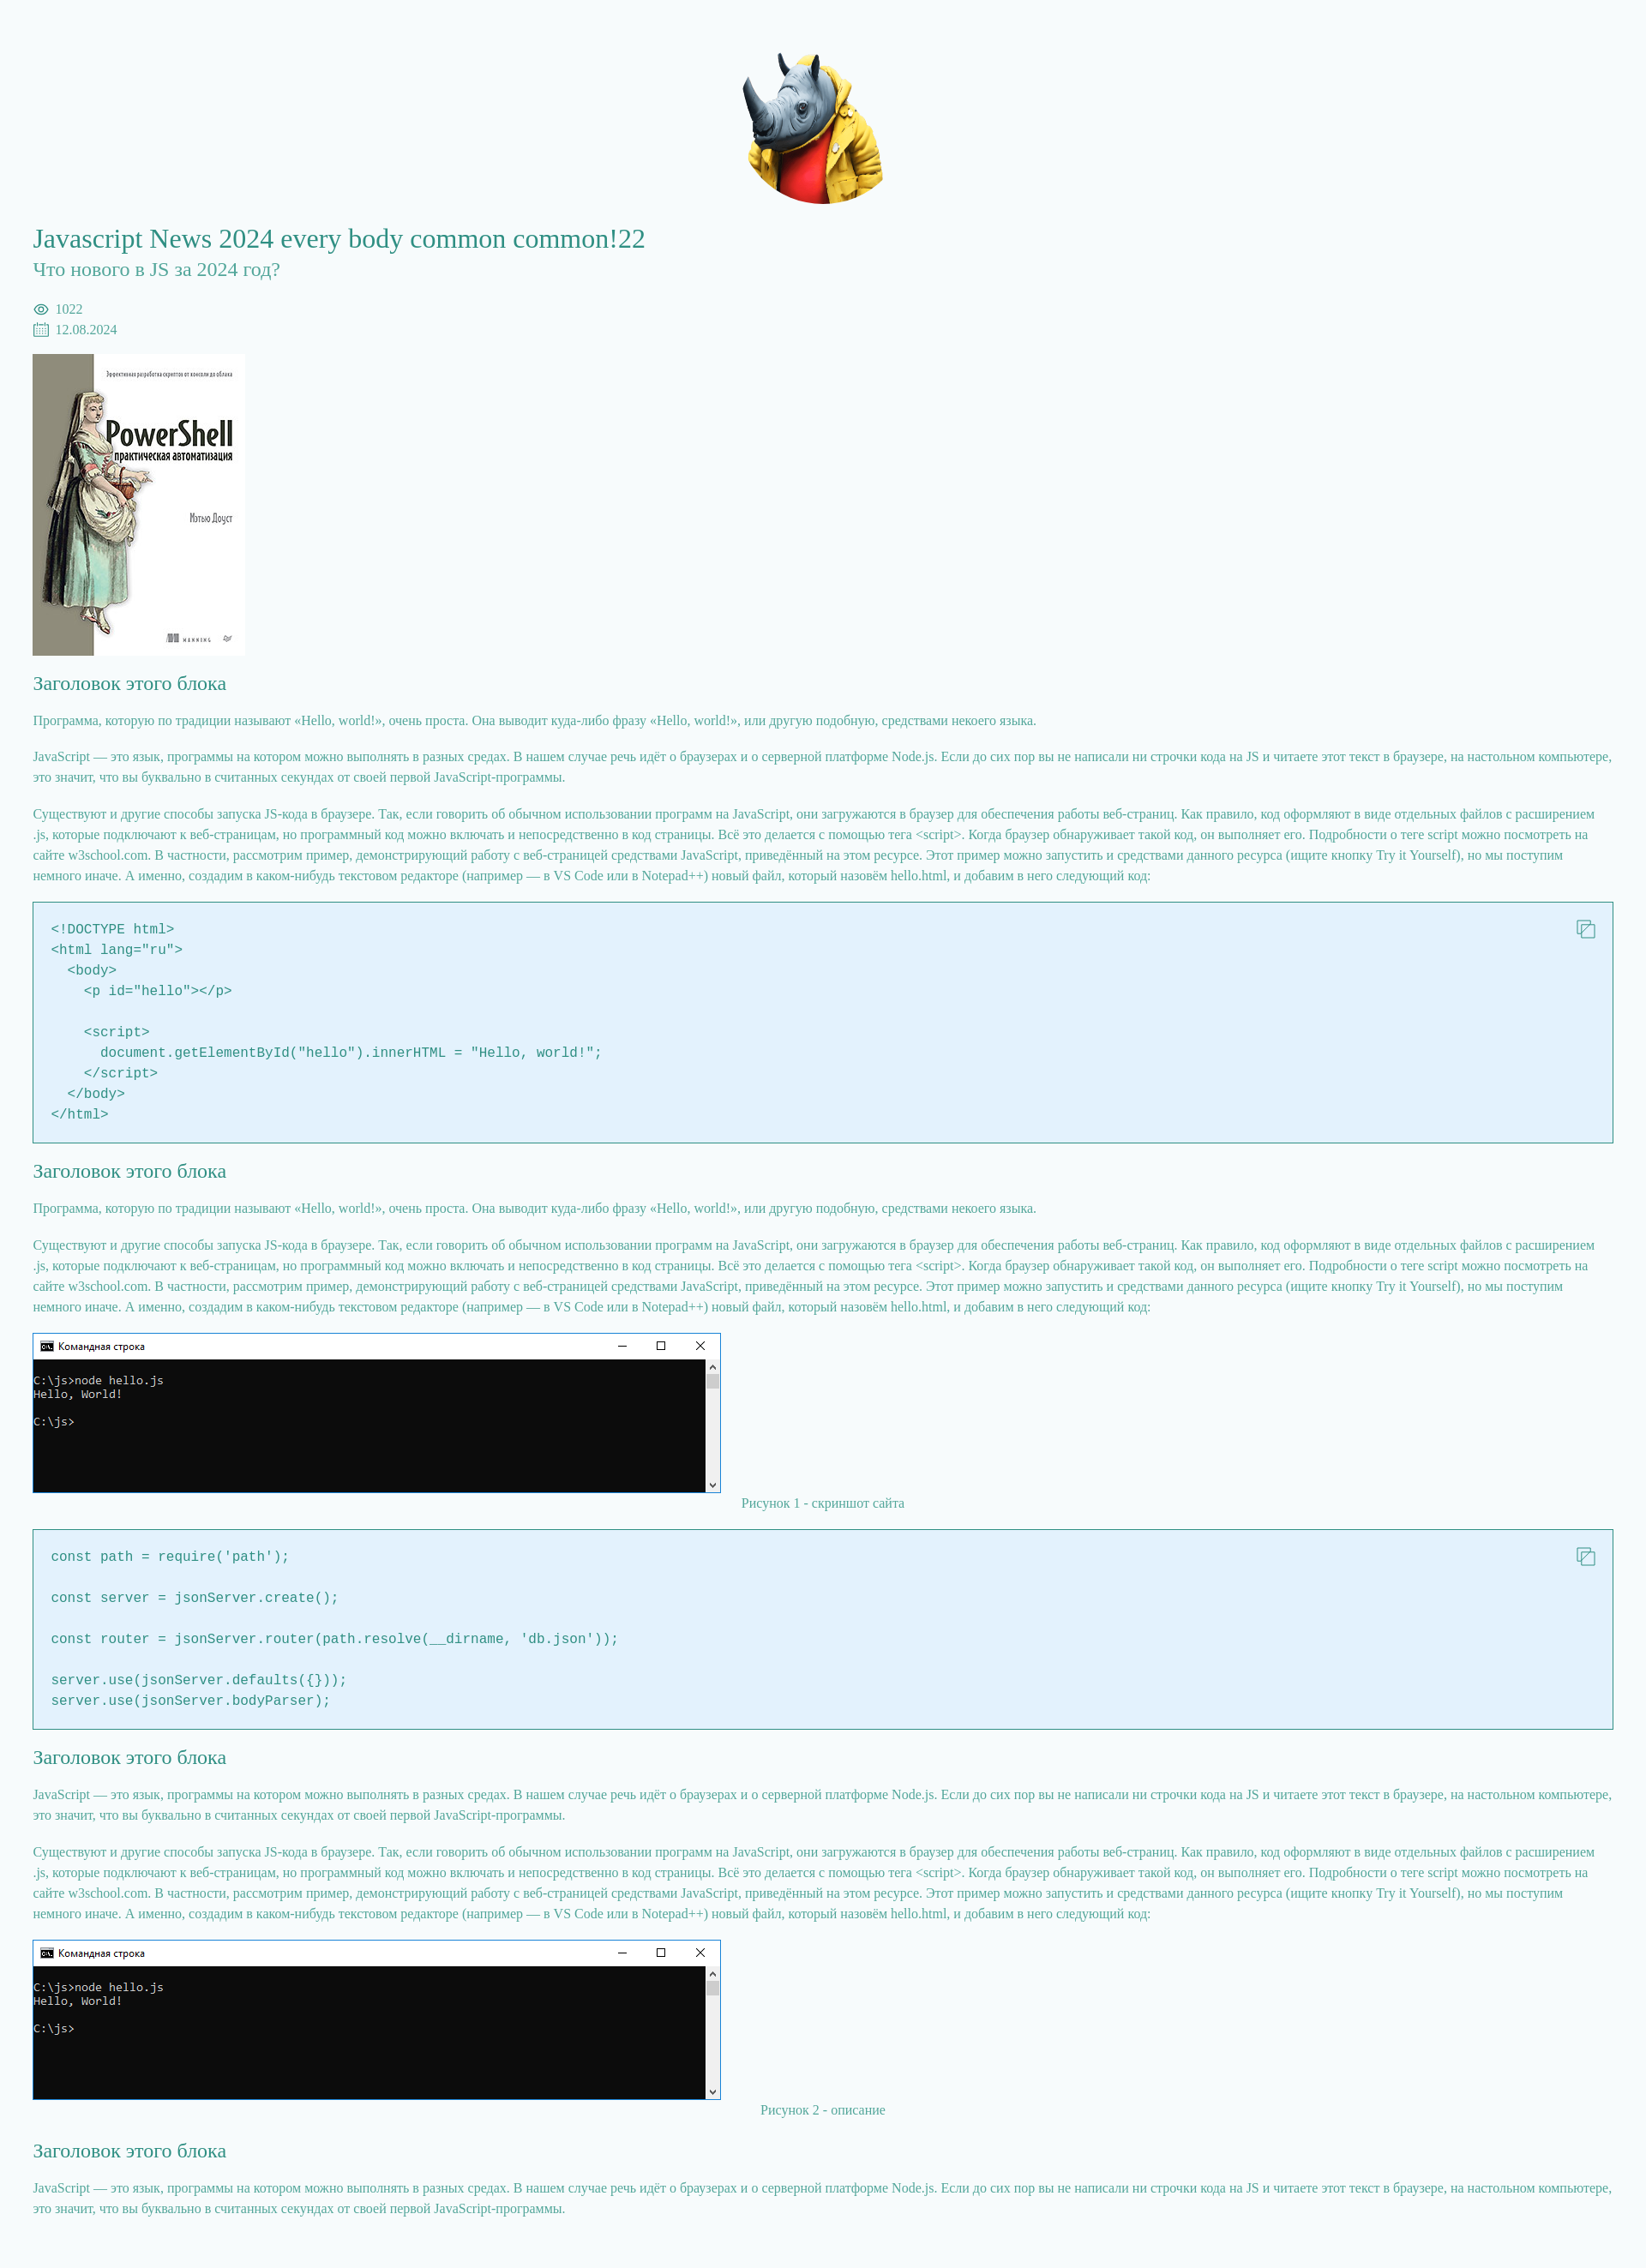 Javascript News 2024 every body common common!22
Что нового в JS за 2024 год?
1022
12.08.2024
Эффективная разработка скриптов от консоли до облака
PowerShell
практическая автоматизация
Мэтью Доуст
MANNING
Заголовок этого блока
Программа, которую по традиции называют «Hello, world!», очень проста. Она выводит куда-либо фразу «Hello, world!», или другую подобную, средствами некоего языка.
JavaScript — это язык, программы на котором можно выполнять в разных средах. В нашем случае речь идёт о браузерах и о серверной платформе Node.js. Если до сих пор вы не написали ни строчки кода на JS и читаете этот текст в браузере, на настольном компьютере,
это значит, что вы буквально в считанных секундах от своей первой JavaScript-программы.
Существуют и другие способы запуска JS-кода в браузере. Так, если говорить об обычном использовании программ на JavaScript, они загружаются в браузер для обеспечения работы веб-страниц. Как правило, код оформляют в виде отдельных файлов с расширением
.js, которые подключают к веб-страницам, но программный код можно включать и непосредственно в код страницы. Всё это делается с помощью тега <script>. Когда браузер обнаруживает такой код, он выполняет его. Подробности о теге script можно посмотреть на
сайте w3school.com. В частности, рассмотрим пример, демонстрирующий работу с веб-страницей средствами JavaScript, приведённый на этом ресурсе. Этот пример можно запустить и средствами данного ресурса (ищите кнопку Try it Yourself), но мы поступим
немного иначе. А именно, создадим в каком-нибудь текстовом редакторе (например — в VS Code или в Notepad++) новый файл, который назовём hello.html, и добавим в него следующий код:
<!DOCTYPE html>
<html lang="ru">
  <body>
    <p id="hello"></p>
    <script>
      document.getElementById("hello").innerHTML = "Hello, world!";
    </script>
  </body>
</html>
Заголовок этого блока
Программа, которую по традиции называют «Hello, world!», очень проста. Она выводит куда-либо фразу «Hello, world!», или другую подобную, средствами некоего языка.
Существуют и другие способы запуска JS-кода в браузере. Так, если говорить об обычном использовании программ на JavaScript, они загружаются в браузер для обеспечения работы веб-страниц. Как правило, код оформляют в виде отдельных файлов с расширением
.js, которые подключают к веб-страницам, но программный код можно включать и непосредственно в код страницы. Всё это делается с помощью тега <script>. Когда браузер обнаруживает такой код, он выполняет его. Подробности о теге script можно посмотреть на
сайте w3school.com. В частности, рассмотрим пример, демонстрирующий работу с веб-страницей средствами JavaScript, приведённый на этом ресурсе. Этот пример можно запустить и средствами данного ресурса (ищите кнопку Try it Yourself), но мы поступим
немного иначе. А именно, создадим в каком-нибудь текстовом редакторе (например — в VS Code или в Notepad++) новый файл, который назовём hello.html, и добавим в него следующий код:
Командная строка
C:\js>node hello.js
Hello, World!
C:\js>
Рисунок 1 - скриншот сайта
const path = require('path');
const server = jsonServer.create();
const router = jsonServer.router(path.resolve(__dirname, 'db.json'));
server.use(jsonServer.defaults({}));
server.use(jsonServer.bodyParser);
Заголовок этого блока
JavaScript — это язык, программы на котором можно выполнять в разных средах. В нашем случае речь идёт о браузерах и о серверной платформе Node.js. Если до сих пор вы не написали ни строчки кода на JS и читаете этот текст в браузере, на настольном компьютере,
это значит, что вы буквально в считанных секундах от своей первой JavaScript-программы.
Существуют и другие способы запуска JS-кода в браузере. Так, если говорить об обычном использовании программ на JavaScript, они загружаются в браузер для обеспечения работы веб-страниц. Как правило, код оформляют в виде отдельных файлов с расширением
.js, которые подключают к веб-страницам, но программный код можно включать и непосредственно в код страницы. Всё это делается с помощью тега <script>. Когда браузер обнаруживает такой код, он выполняет его. Подробности о теге script можно посмотреть на
сайте w3school.com. В частности, рассмотрим пример, демонстрирующий работу с веб-страницей средствами JavaScript, приведённый на этом ресурсе. Этот пример можно запустить и средствами данного ресурса (ищите кнопку Try it Yourself), но мы поступим
немного иначе. А именно, создадим в каком-нибудь текстовом редакторе (например — в VS Code или в Notepad++) новый файл, который назовём hello.html, и добавим в него следующий код:
Командная строка
C:\js>node hello.js
Hello, World!
C:\js>
Рисунок 2 - описание
Заголовок этого блока
JavaScript — это язык, программы на котором можно выполнять в разных средах. В нашем случае речь идёт о браузерах и о серверной платформе Node.js. Если до сих пор вы не написали ни строчки кода на JS и читаете этот текст в браузере, на настольном компьютере,
это значит, что вы буквально в считанных секундах от своей первой JavaScript-программы.